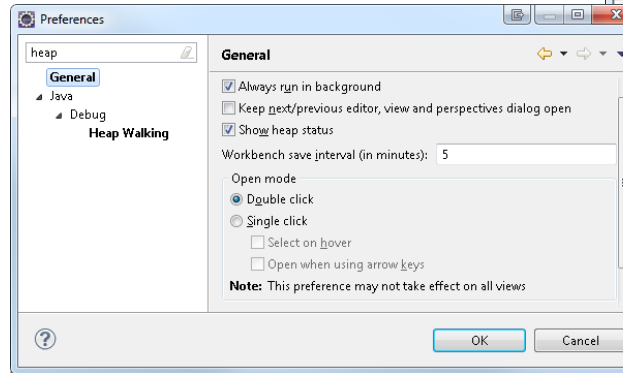 Preferences
heap
General
Java
Debug
Heap Walking
General
Always run in background
Keep next/previous editor, view and perspectives dialog open
Show heap status
Workbench save interval (in minutes): 5
Open mode
Double click
Single click
Select on hover
Open when using arrow keys
Note: This preference may not take effect on all views
?
OK
Cancel